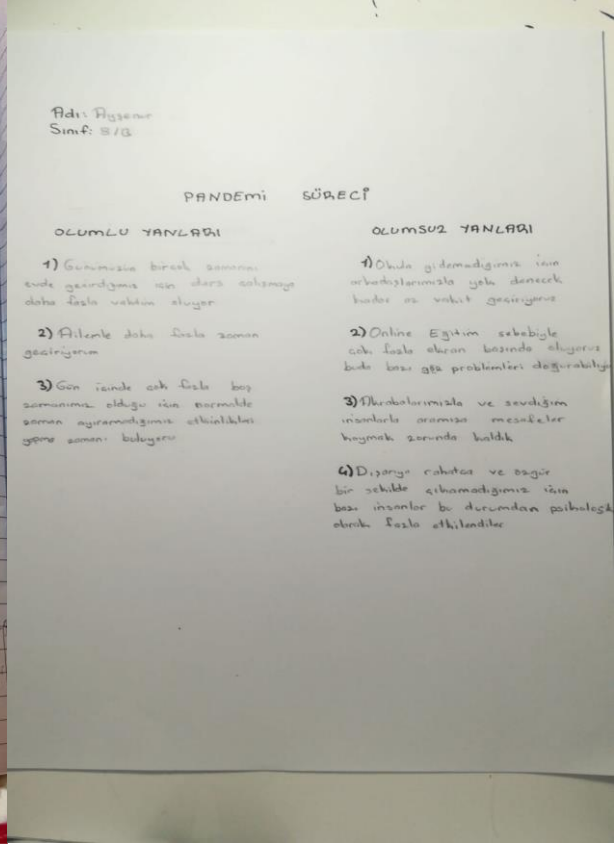 Adı: Ayşenur
Sınıf: 8/B
PANDEMİ SÜRECİ
OLUMLU YANLARI
1) Günümüzün birçok zamanını
evde geçirdiğimiz için ders çalışmaya
daha fazla vaktim oluyor
2) Ailemle daha fazla zaman
geçiriyorum
3) Gün içinde çok fazla boş
zamanımız olduğu için normalde
zaman ayıramadığımız etkinlikleri
yapma zamanı buluyoruz
OLUMSUZ YANLARI
1) Okula gidemediğimiz için
arkadaşlarımızla yok denecek
kadar az vakit geçiriyoruz
2) Online Eğitim sebebiyle
çok fazla ekran başında oluyoruz
buda bazı göz problemleri doğurabiliyor
3) Akrabalarımızla ve sevdiğim
insanlarla aramıza mesafeler
koymak zorunda kaldık
4) Dışarıya rahatça ve özgür
bir şekilde çıkamadığımız için
bazı insanlar bu durumdan psikolojik
olarak fazla etkilendiler